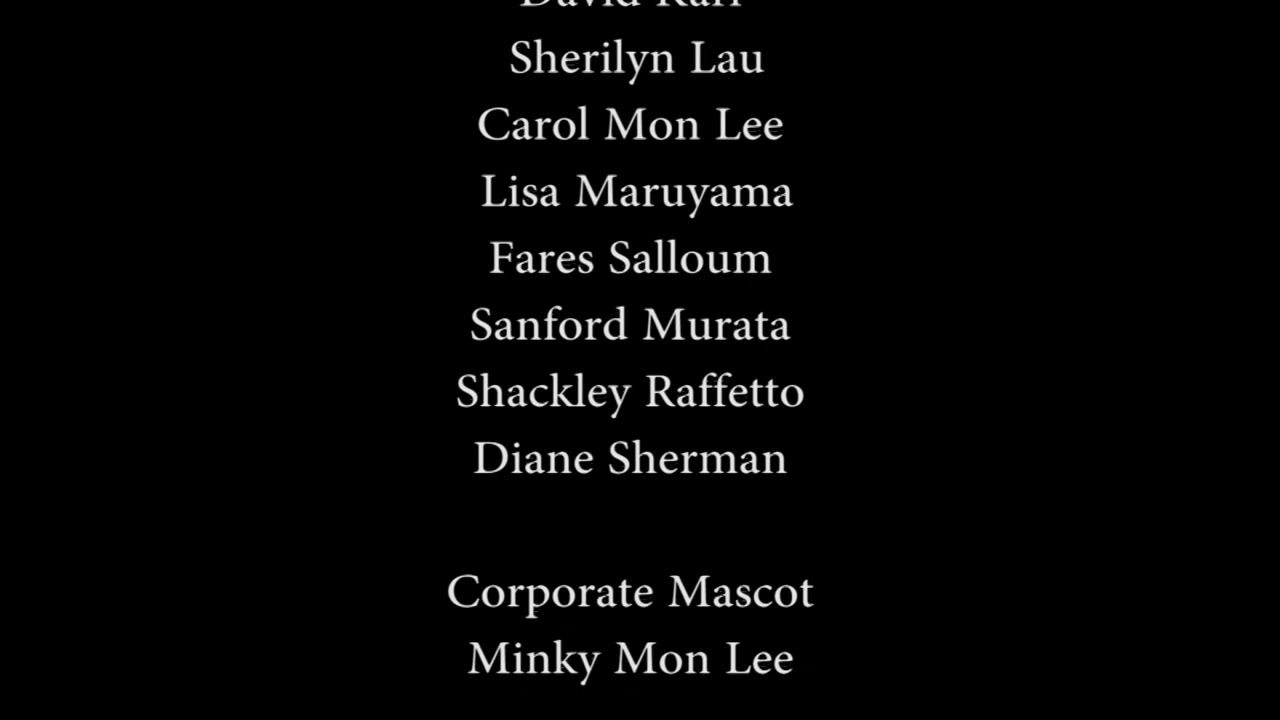 David
Sherilyn Lau
Carol Mon Lee
Lisa Maruyama
Fares Salloum
Sanford Murata
Shackley Raffetto
Diane Sherman
Corporate Mascot
Minky Mon Lee